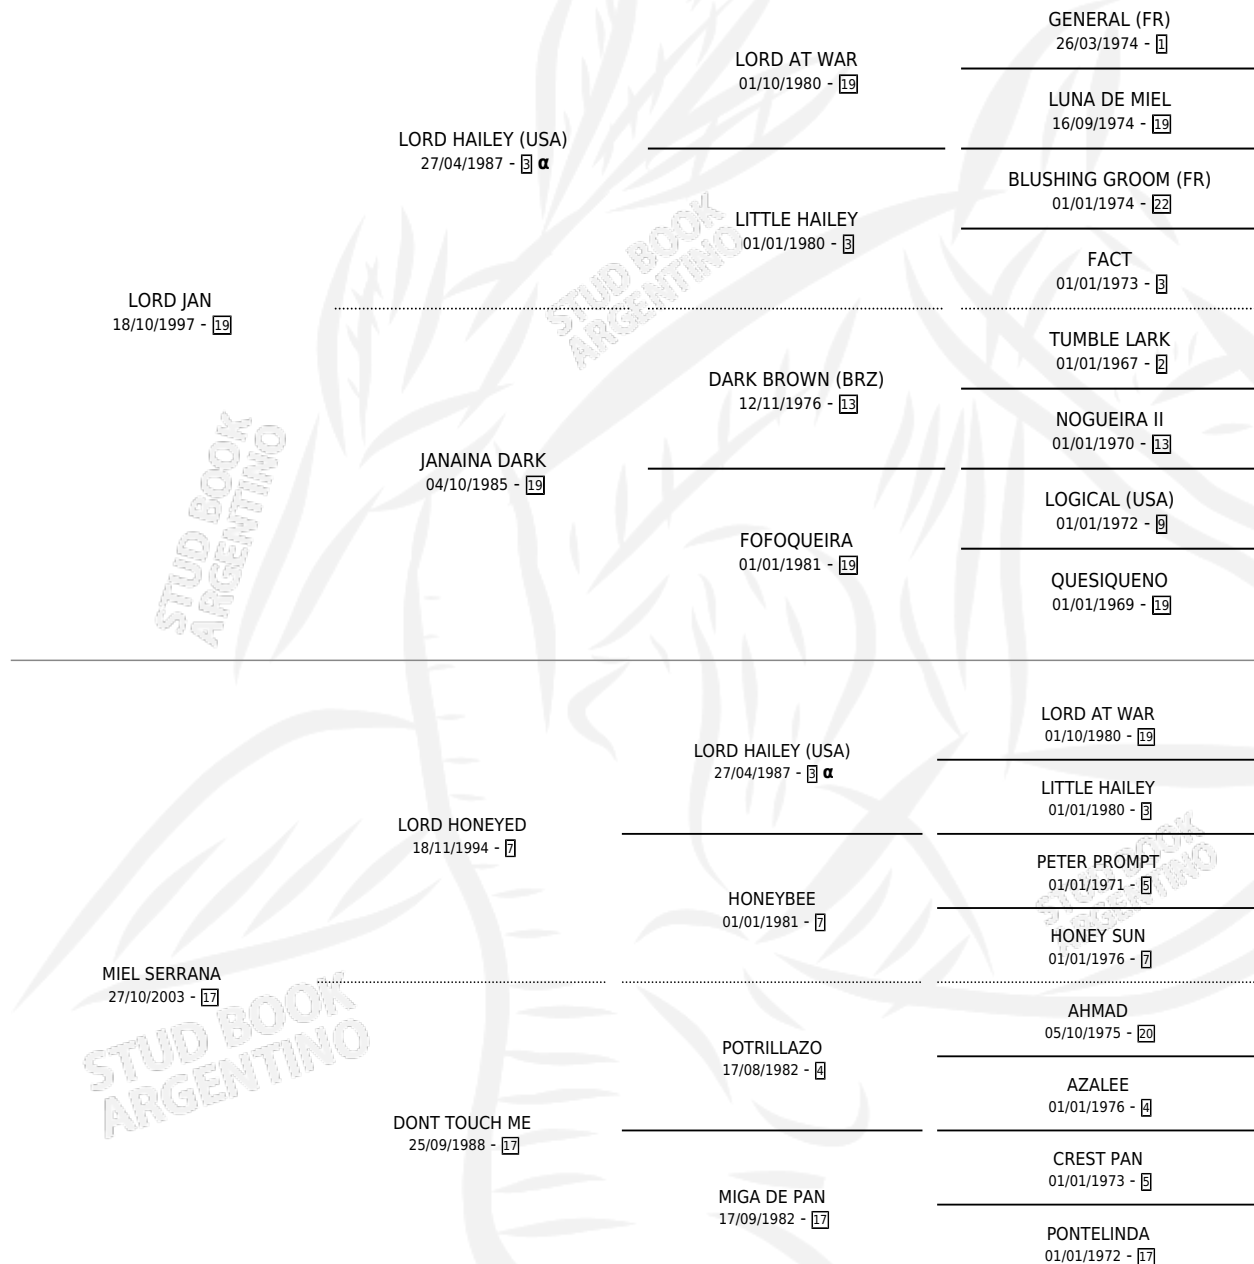 GENERAL (FR)
26/03/1974 - 1
LORD AT WAR
01/10/1980 - 19
LUNA DE MIEL
16/09/1974 - 19
LORD HAILEY (USA)
27/04/1987 - 3 α
BLUSHING GROOM (FR)
01/01/1974 - 22
LITTLE HAILEY
01/01/1980 - 3
FACT
01/01/1973 - 3
LORD JAN
18/10/1997 - 19
TUMBLE LARK
01/01/1967 - 2
DARK BROWN (BRZ)
12/11/1976 - 13
NOGUEIRA II
01/01/1970 - 13
JANAINA DARK
04/10/1985 - 19
LOGICAL (USA)
01/01/1972 - 9
FOFOQUEIRA
01/01/1981 - 19
QUESIQUENO
01/01/1969 - 19
LORD AT WAR
01/10/1980 - 19
LORD HAILEY (USA)
27/04/1987 - 3 α
LITTLE HAILEY
01/01/1980 - 3
LORD HONEYED
18/11/1994 - 7
PETER PROMPT
01/01/1971 - 5
HONEYBEE
01/01/1981 - 7
HONEY SUN
01/01/1976 - 7
MIEL SERRANA
27/10/2003 - 17
AHMAD
05/10/1975 - 20
POTRILLAZO
17/08/1982 - 4
AZALEE
01/01/1976 - 4
DONT TOUCH ME
25/09/1988 - 17
CREST PAN
01/01/1973 - 5
MIGA DE PAN
17/09/1982 - 17
PONTELINDA
01/01/1972 - 17
STUD BOOK
ARGENTINO
STUD BOOK
ARGENTINO
STUD BOOK
ARGENTINO
STUD BOOK
ARGENTINO